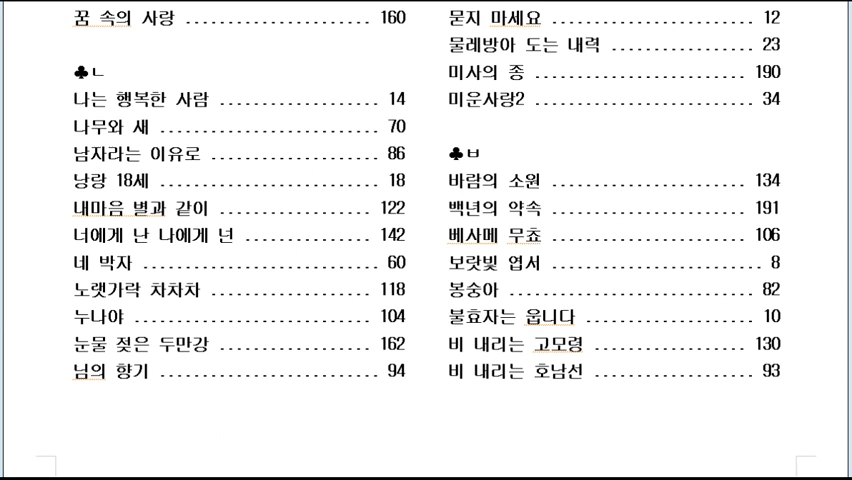 꿈 속의 사랑 ........................ 160
♣ㄴ
나는 행복한 사람 .................... 14
나무와 새 ........................... 70
남자라는 이유로 ..................... 86
낭랑 18세 ........................... 18
내마음 별과 같이 .................... 122
너에게 난 나에게 넌 ................. 142
네 박자 ............................. 60
노랫가락 차차차 ..................... 118
누나야 .............................. 104
눈물 젖은 두만강 .................... 162
님의 향기 ........................... 94
묻지 마세요 ......................... 12
물레방아 도는 내력 .................. 23
미사의 종 ........................... 190
미운사랑2 ........................... 34
♣ㅂ
바람의 소원 ......................... 134
백년의 약속 ......................... 191
베사메 무쵸 ......................... 106
보랏빛 엽서 ......................... 8
봉숭아 .............................. 82
불효자는 웁니다 ..................... 10
비 내리는 고모령 .................... 130
비 내리는 호남선 .................... 93